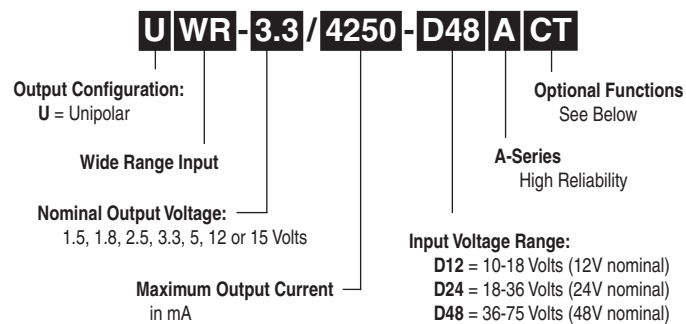 UWR-3.3/4250-D48ACT
Output Configuration:
U = Unipolar
Wide Range Input
Nominal Output Voltage:
1.5, 1.8, 2.5, 3.3, 5, 12 or 15 Volts
Maximum Output Current
in mA
Optional Functions
See Below
A-Series
High Reliability
Input Voltage Range:
D12 = 10-18 Volts (12V nominal)
D24 = 18-36 Volts (24V nominal)
D48 = 36-75 Volts (48V nominal)